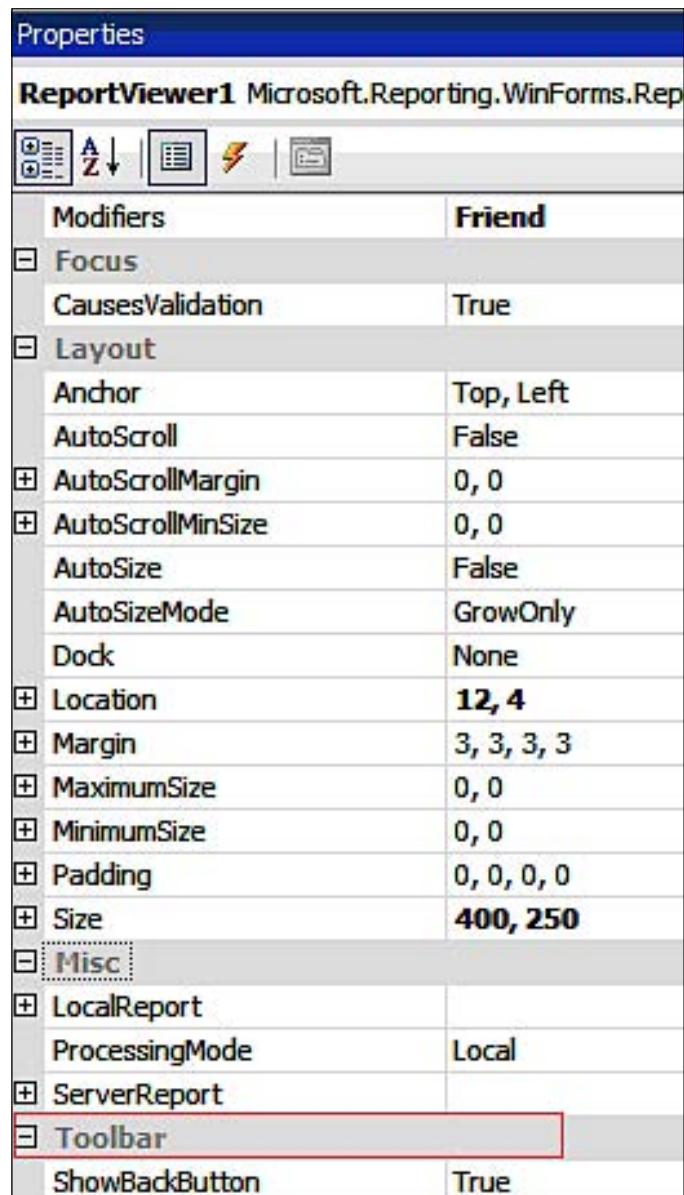 Properties
ReportViewer1 Microsoft.Reporting.WinForms.Rep
A
Z
Modifiers Friend
Focus
CausesValidation True
Layout
Anchor Top, Left
AutoScroll False
AutoScrollMargin 0, 0
AutoScrollMinSize 0, 0
AutoSize False
AutoSizeMode GrowOnly
Dock None
Location 12, 4
Margin 3, 3, 3, 3
MaximumSize 0, 0
MinimumSize 0, 0
Padding 0, 0, 0, 0
Size 400, 250
Misc
LocalReport
ProcessingMode Local
ServerReport
Toolbar
ShowBackButton True